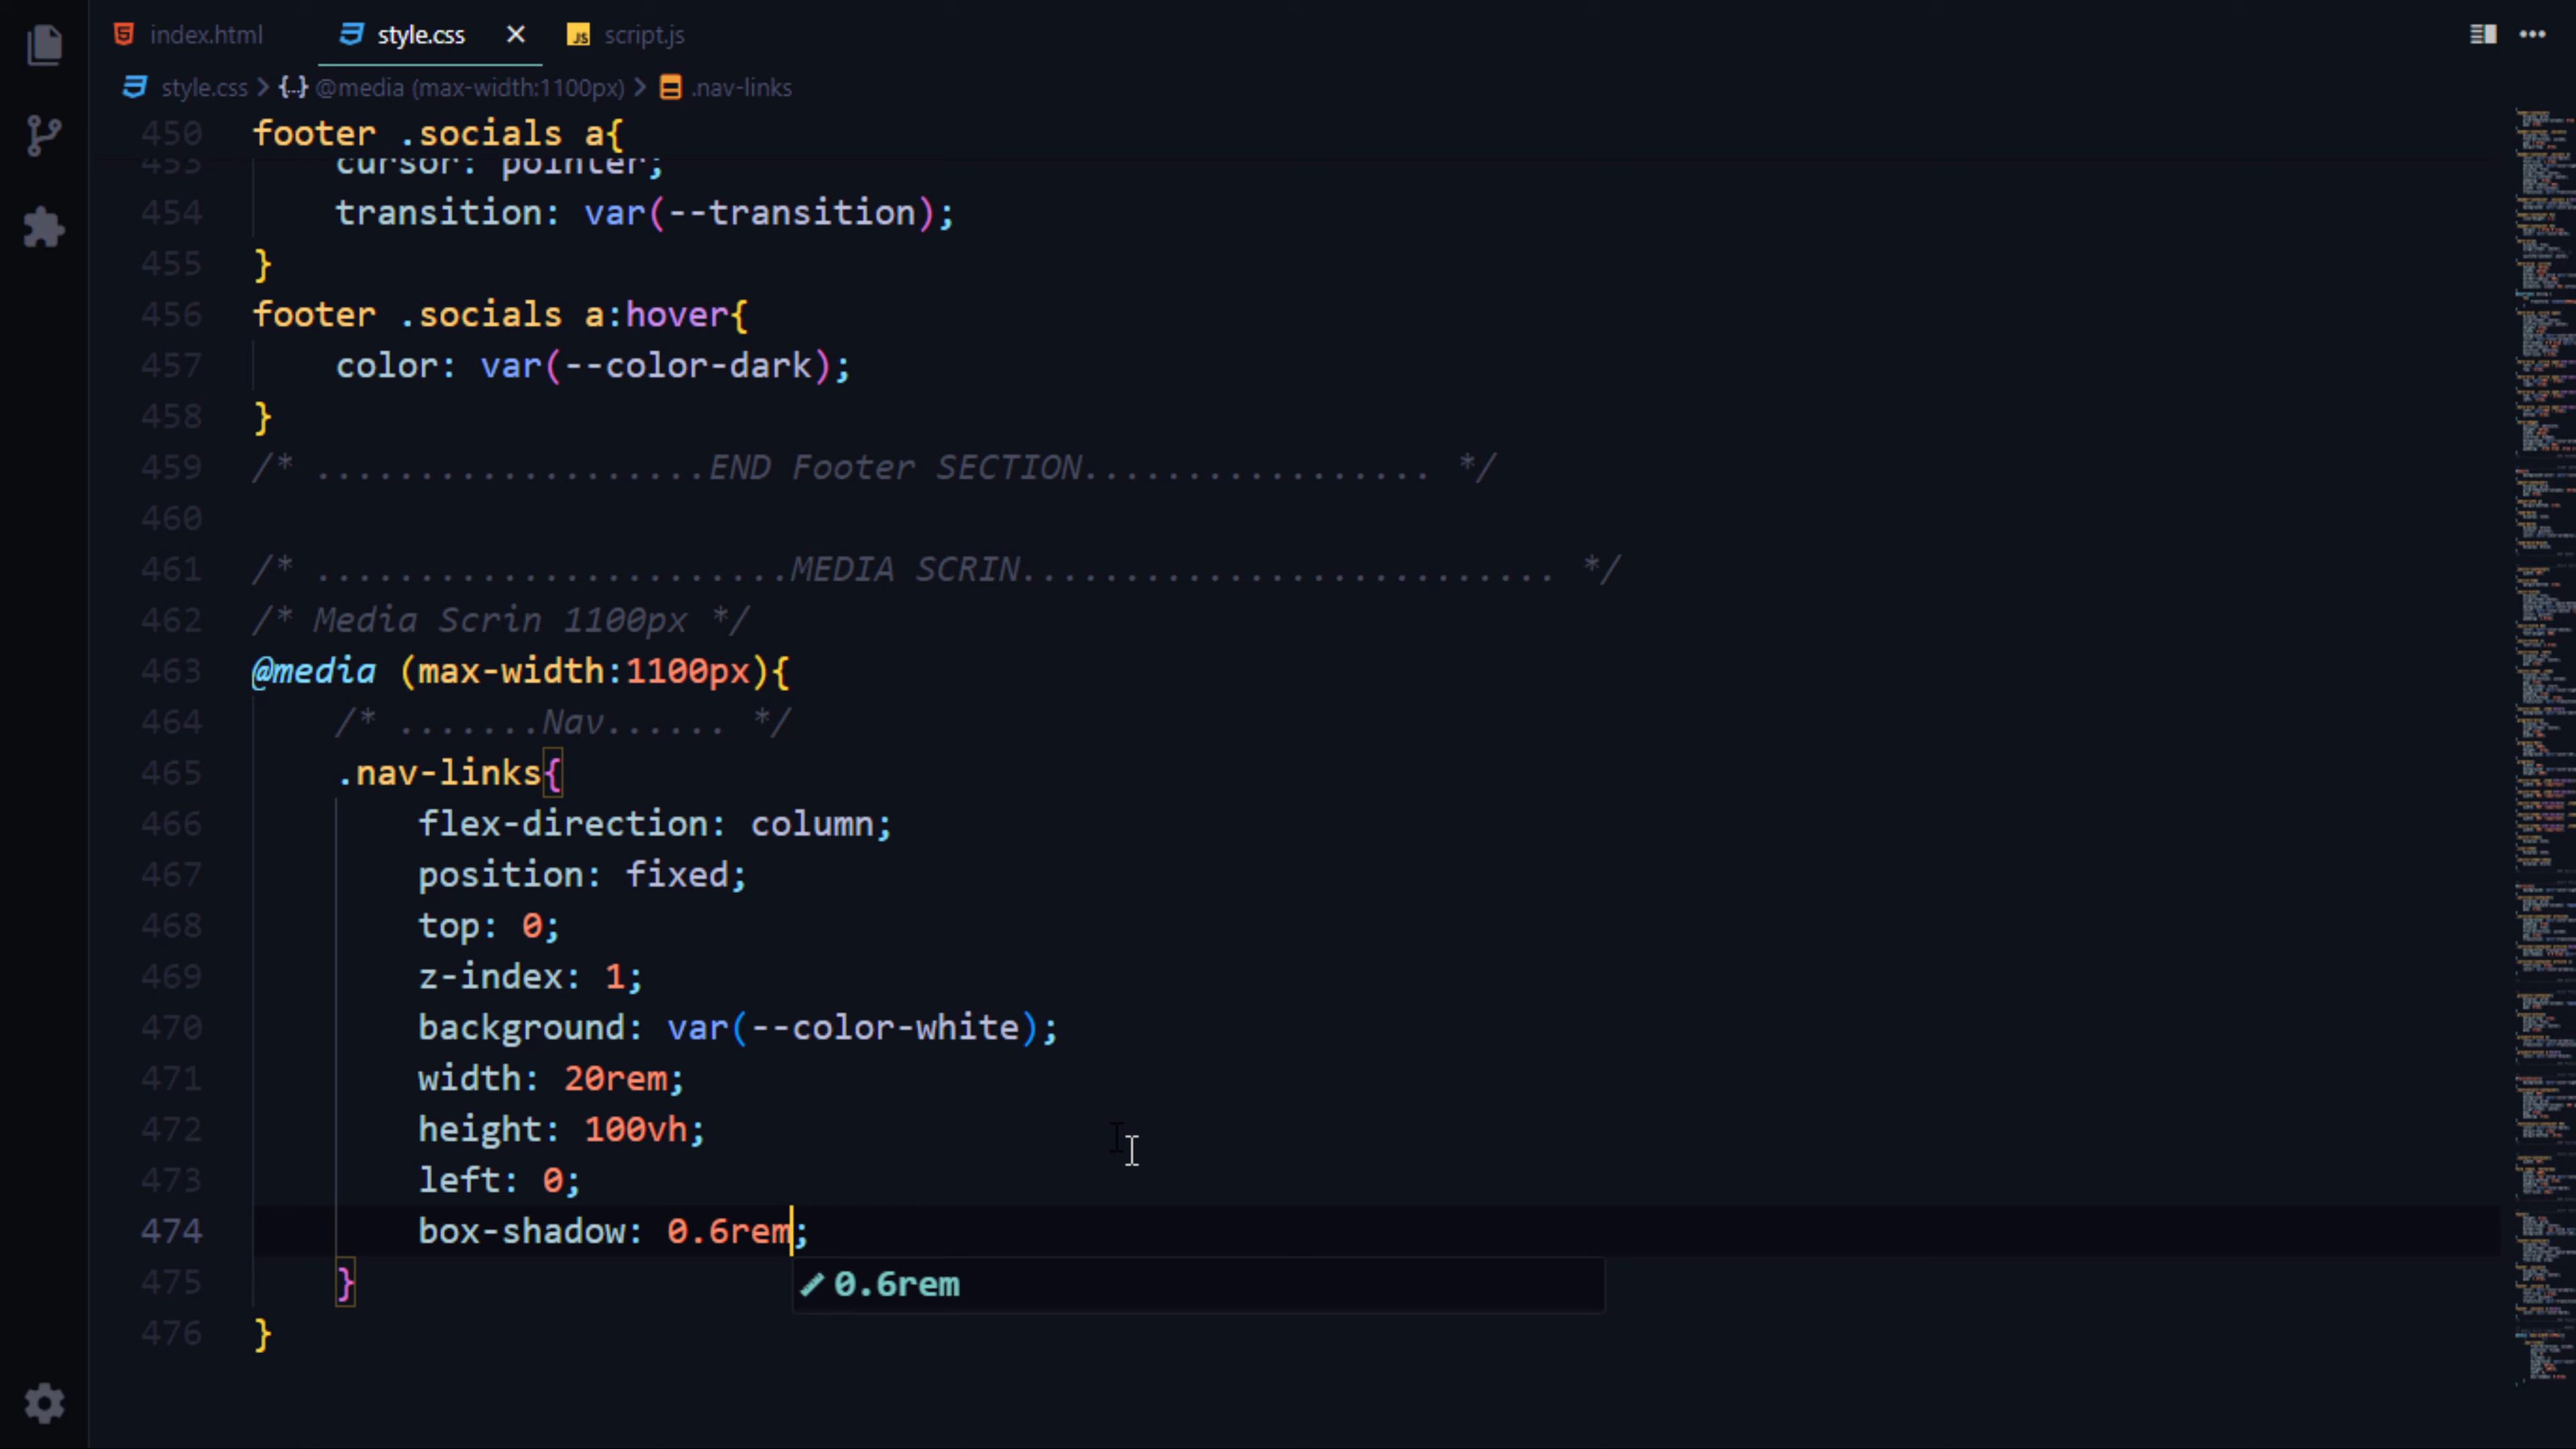 index.html
style.css
JS script.js
style.css > {...} @media (max-width:1100px) > .nav-links
450 footer .socials a{
453 cursor: pointer;
454 transition: var(--transition);
455 }
456 footer .socials a:hover{
457 color: var(--color-dark);
458 }
459 /* ...................END Footer SECTION................. */
460
461 /* .......................MEDIA SCRIN.......................... */
462 /* Media Scrin 1100px */
463 @media (max-width:1100px){
464 /* .......Nav...... */
465 .nav-links{
466 flex-direction: column;
467 position: fixed;
468 top: 0;
469 z-index: 1;
470 background: var(--color-white);
471 width: 20rem;
472 height: 100vh;
473 left: 0;
474 box-shadow: 0.6rem;
475 }
0.6rem
476 }